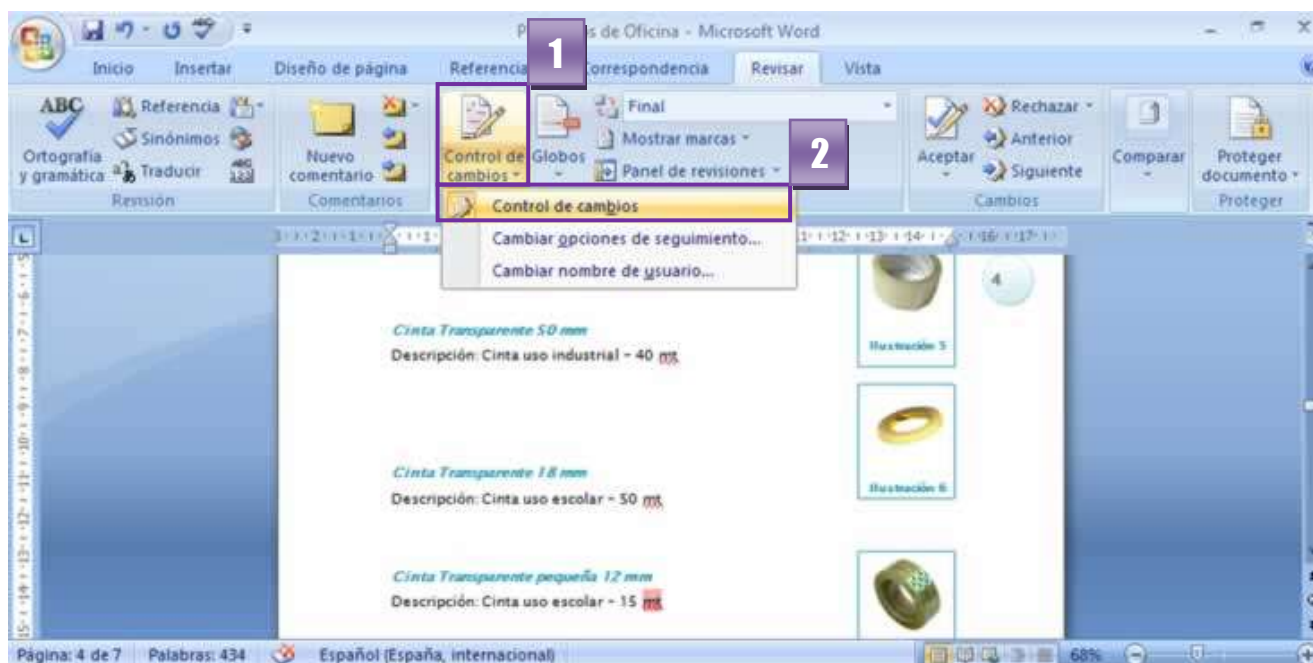 is de Oficina - Microsoft Word
1
Inicio Insertar Diseño de página Referencia Correspondencia Revisar Vista
ABC Referencia Final Rechazar
Sinónimos Mostrar marcas Anterior
Ortografía y gramática Traducir Nuevo comentario Control de cambios Globos Panel de revisiones 2 Aceptar Siguiente Comparar Proteger documento
Revisión Comentarios Cambios Proteger
Control de cambios
Cambiar opciones de seguimiento...
Cambiar nombre de usuario...
4
Cinta Transparente 50 mm
Descripción: Cinta uso industrial - 40 mt
Ilustración 5
Cinta Transparente 18 mm
Descripción: Cinta uso escolar - 50 mt
Ilustración 6
Cinta Transparente pequeña 12 mm
Descripción: Cinta uso escolar - 15 mt
Página: 4 de 7 Palabras: 434 Español (España, internacional) 68%